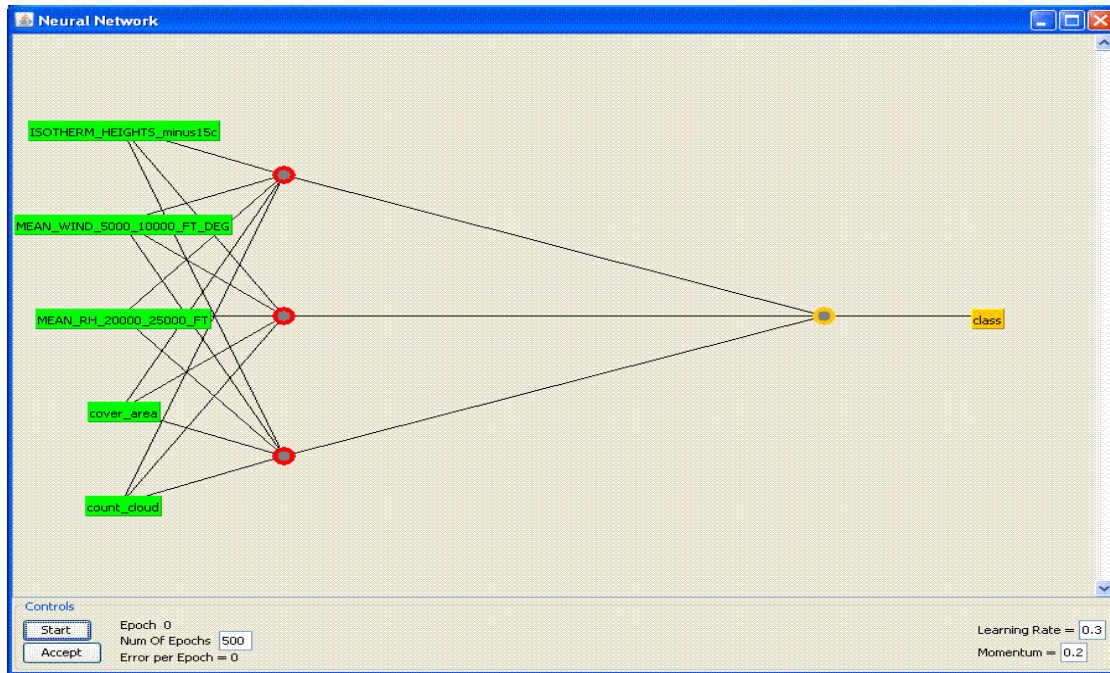 Neural Network
ISOTHERM_HEIGHTS_minus15c
MEAN_WIND_5000_10000_FT_DEG
MEAN_RH_20000_25000_FT
class
cover_area
count_cloud
Controls
Start
Accept
Epoch 0
Num Of Epochs 500
Error per Epoch = 0
Learning Rate = 0.3
Momentum = 0.2